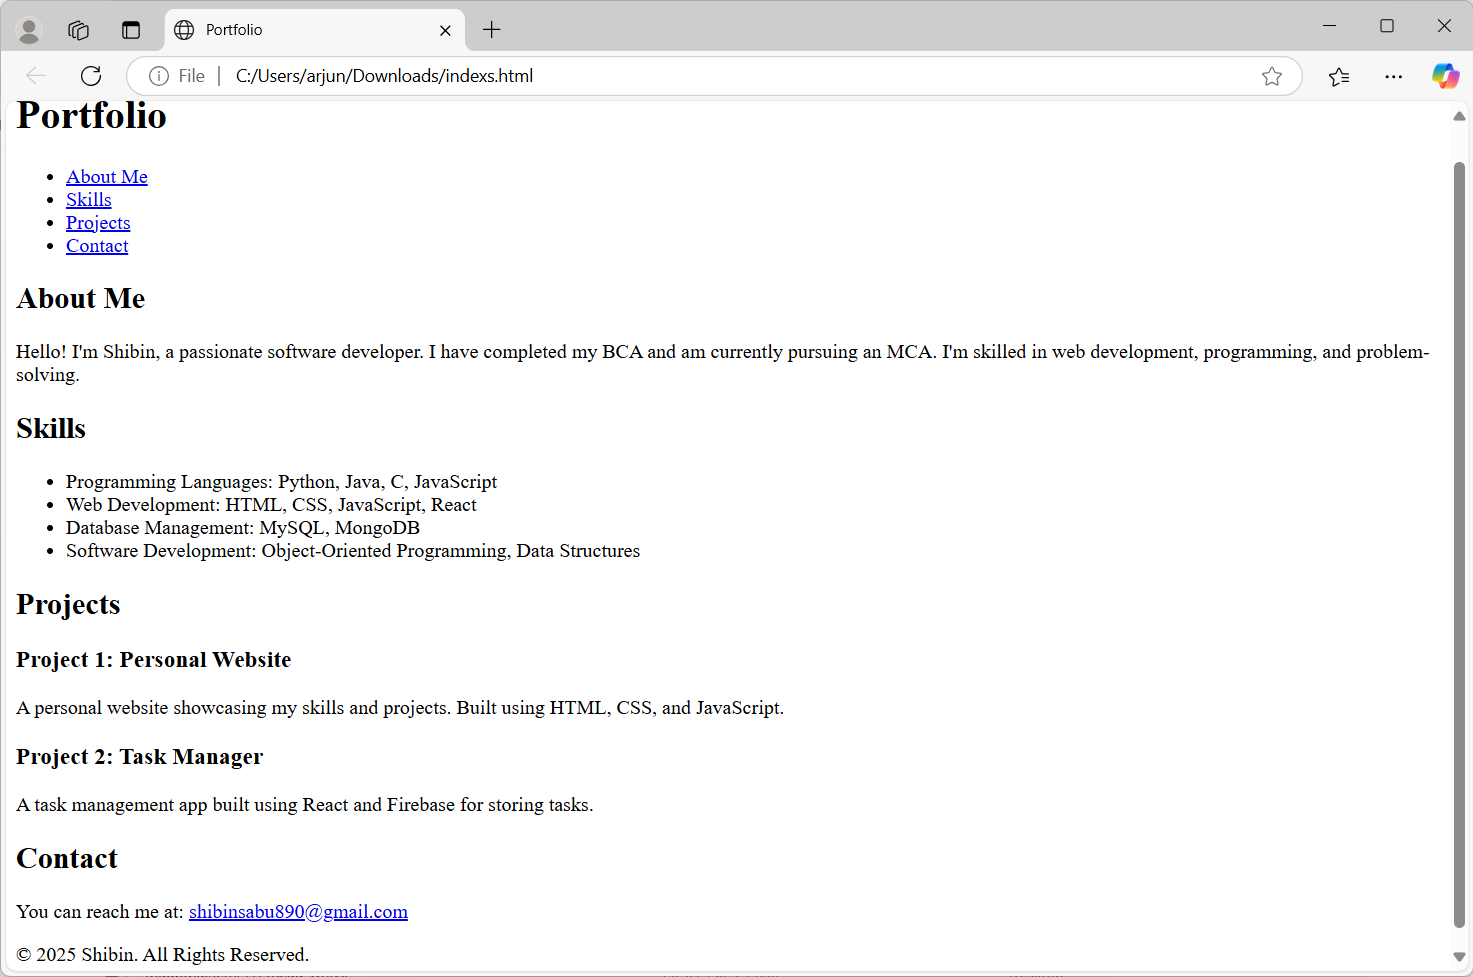 Portfolio
File
C:/Users/arjun/Downloads/indexs.html
Portfolio
About Me
Skills
Projects
Contact
About Me
Hello! I'm Shibin, a passionate software developer. I have completed my BCA and am currently pursuing an MCA. I'm skilled in web development, programming, and problem-
solving.
Skills
Programming Languages: Python, Java, C, JavaScript
Web Development: HTML, CSS, JavaScript, React
Database Management: MySQL, MongoDB
Software Development: Object-Oriented Programming, Data Structures
Projects
Project 1: Personal Website
A personal website showcasing my skills and projects. Built using HTML, CSS, and JavaScript.
Project 2: Task Manager
A task management app built using React and Firebase for storing tasks.
Contact
You can reach me at: shibinsabu890@gmail.com
© 2025 Shibin. All Rights Reserved.